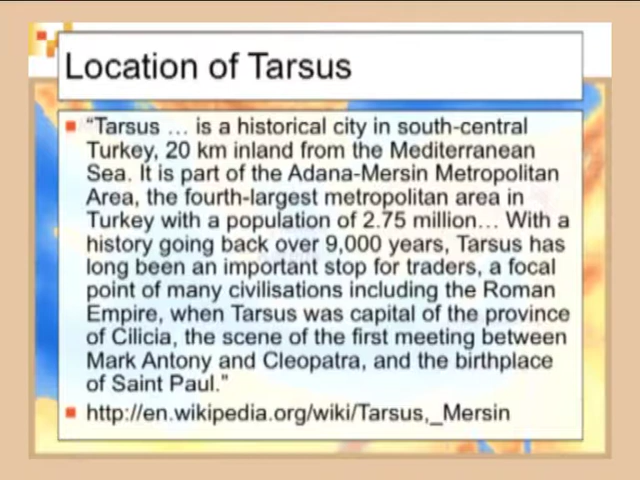 Location of Tarsus
"Tarsus … is a historical city in south-central
Turkey, 20 km inland from the Mediterranean
Sea. It is part of the Adana-Mersin Metropolitan
Area, the fourth-largest metropolitan area in
Turkey with a population of 2.75 million… With a
history going back over 9,000 years, Tarsus has
long been an important stop for traders, a focal
point of many civilisations including the Roman
Empire, when Tarsus was capital of the province
of Cilicia, the scene of the first meeting between
Mark Antony and Cleopatra, and the birthplace
of Saint Paul."
http://en.wikipedia.org/wiki/Tarsus,_Mersin